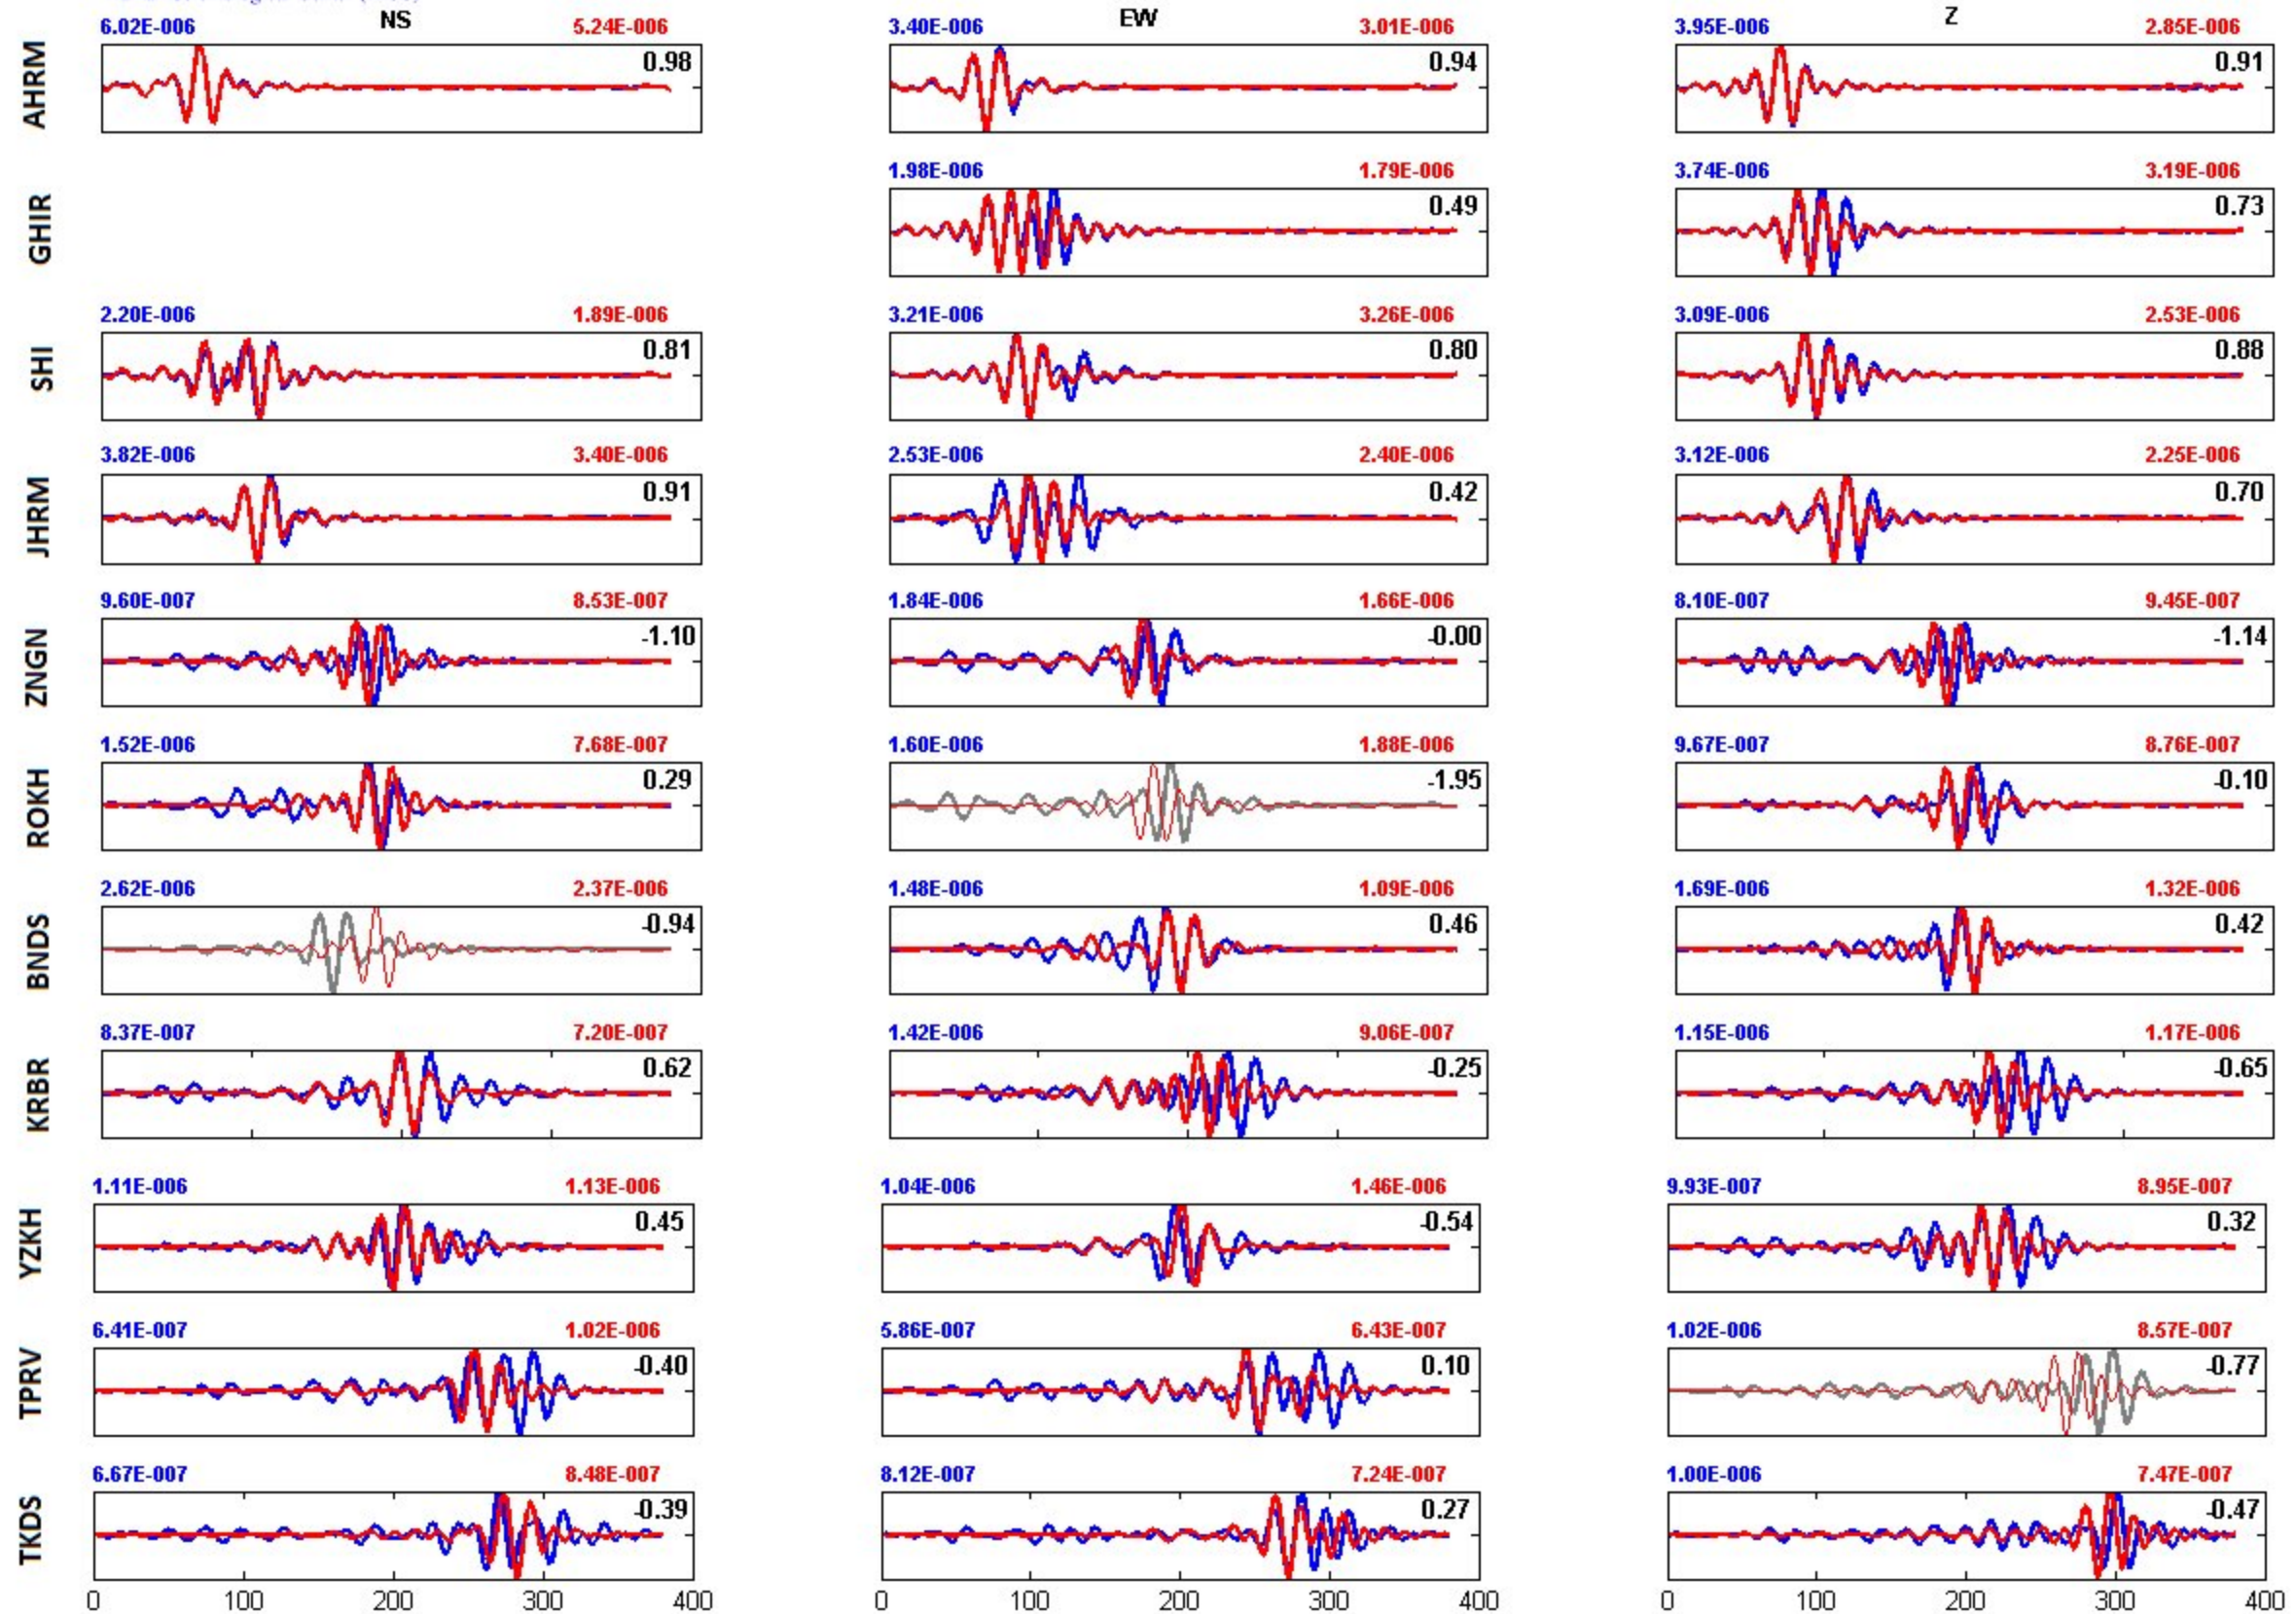 NS EW Z
6.02E-006 5.24E-006 3.40E-006 3.01E-006 3.95E-006 2.85E-006
AHRM 0.98 0.94 0.91
1.98E-006 1.79E-006 3.74E-006 3.19E-006
GHIR 0.49 0.73
2.20E-006 1.89E-006 3.21E-006 3.26E-006 3.09E-006 2.53E-006
SHI 0.81 0.80 0.88
3.82E-006 3.40E-006 2.53E-006 2.40E-006 3.12E-006 2.25E-006
JHRM 0.91 0.42 0.70
9.60E-007 8.53E-007 1.84E-006 1.66E-006 8.10E-007 9.45E-007
ZNGN -1.10 -0.00 -1.14
1.52E-006 7.68E-007 1.60E-006 1.88E-006 9.67E-007 8.76E-007
ROKH 0.29 -1.95 -0.10
2.62E-006 2.37E-006 1.48E-006 1.09E-006 1.69E-006 1.32E-006
BNDS -0.94 0.46 0.42
8.37E-007 7.20E-007 1.42E-006 9.06E-007 1.15E-006 1.17E-006
KRBR 0.62 -0.25 -0.65
1.11E-006 1.13E-006 1.04E-006 1.46E-006 9.93E-007 8.95E-007
YZKH 0.45 -0.54 0.32
6.41E-007 1.02E-006 5.86E-007 6.43E-007 1.02E-006 8.57E-007
TPRV -0.40 0.10 -0.77
6.67E-007 8.48E-007 8.12E-007 7.24E-007 1.00E-006 7.47E-007
TKDS -0.39 0.27 -0.47
0 100 200 300 400 0 100 200 300 400 0 100 200 300 400